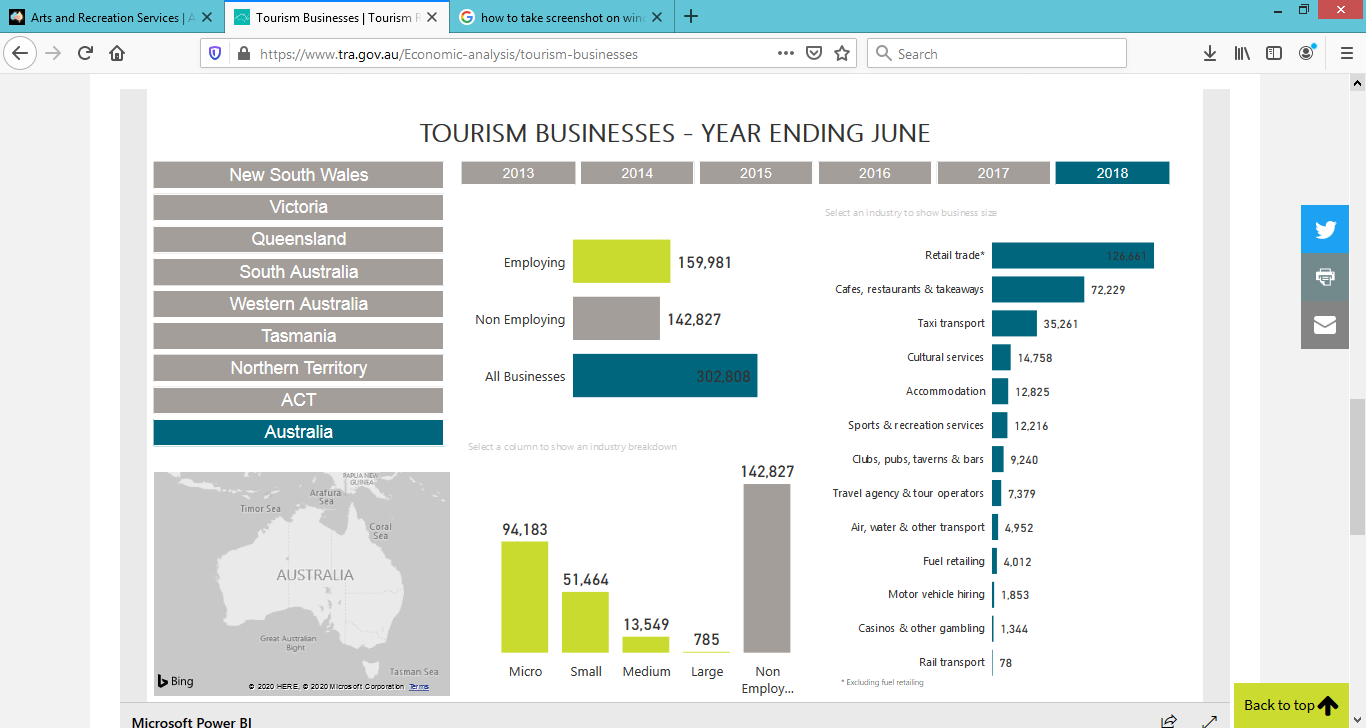 Arts and Recreation Services | A
Tourism Businesses | Tourism R
how to take screenshot on wind
https://www.tra.gov.au/Economic-analysis/tourism-businesses
Search
TOURISM BUSINESSES - YEAR ENDING JUNE
New South Wales
Victoria
Queensland
South Australia
Western Australia
Tasmania
Northern Territory
ACT
Australia
2013 2014 2015 2016 2017 2018
Employing 159,981
Non Employing 142,827
All Businesses 302,808
Select an industry to show business size
Retail trade* 126,661
Cafes, restaurants & takeaways 72,229
Taxi transport 35,261
Cultural services 14,758
Accommodation 12,825
Sports & recreation services 12,216
Clubs, pubs, taverns & bars 9,240
Travel agency & tour operators 7,379
Air, water & other transport 4,952
Fuel retailing 4,012
Motor vehicle hiring 1,853
Casinos & other gambling 1,344
Rail transport 78
* Excluding fuel retailing
Select a column to show an industry breakdown
94,183
51,464
13,549
785
142,827
Micro
Small
Medium
Large
Non
Employ...
PAPUA NEW
GUINEA
Arafura
Sea
Timor Sea
Coral
Sea
AUSTRALIA
Great Australian
Bight
Tasman Sea
Bing
© 2020 HERE, © 2020 Microsoft Corporation Terms
Back to top
Microsoft Power BI